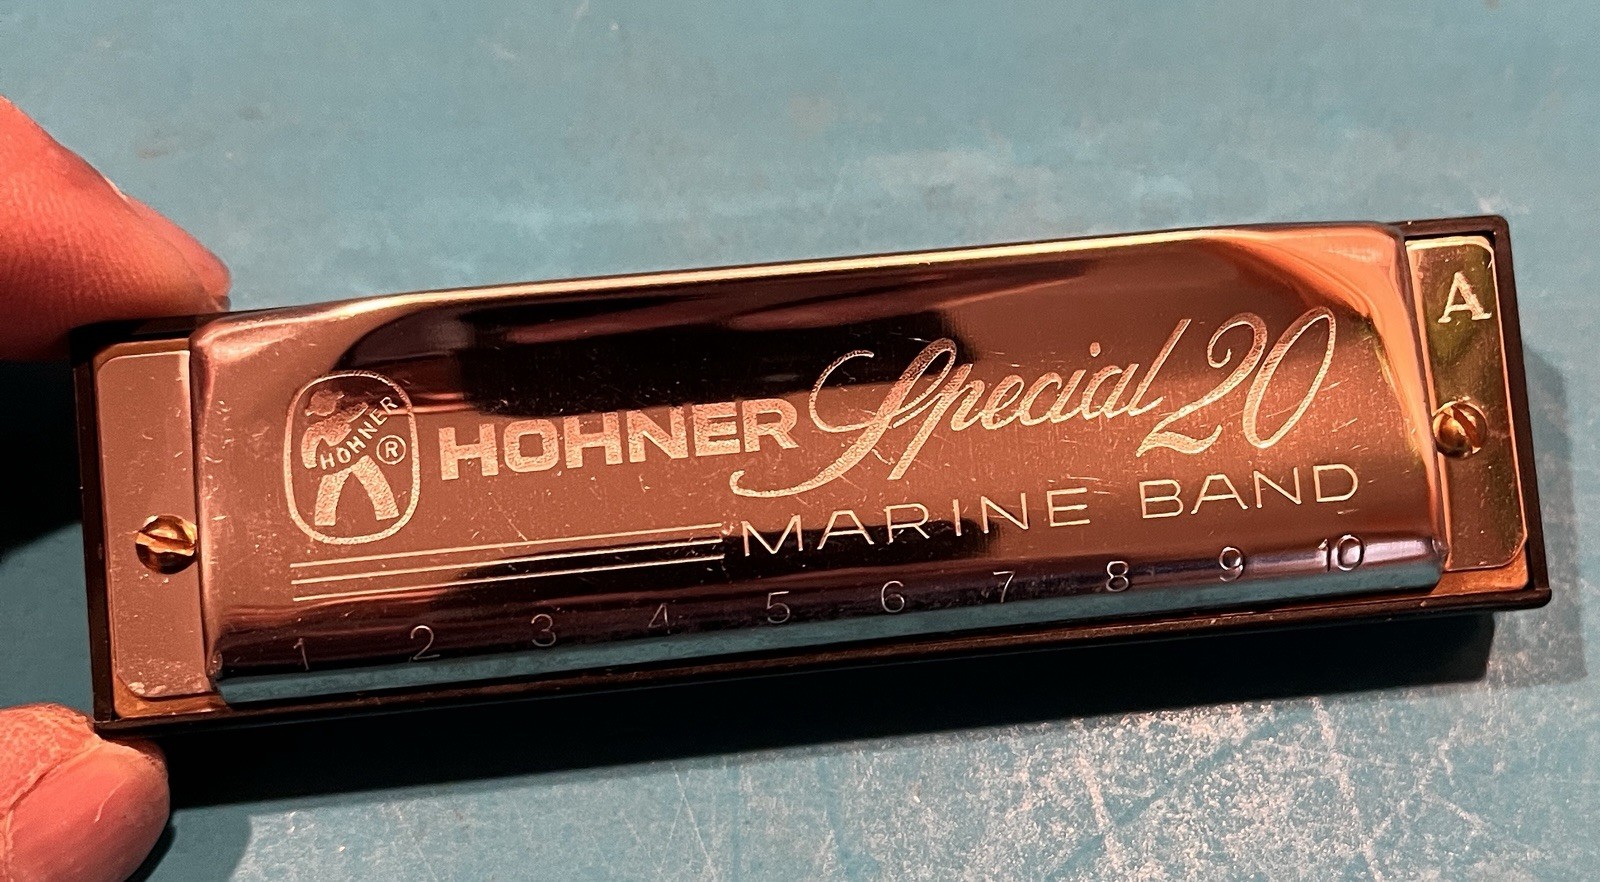 A
HOHNER ®
HOHNER Special 20
MARINE BAND
1 2 3 4 5 6 7 8 9 10